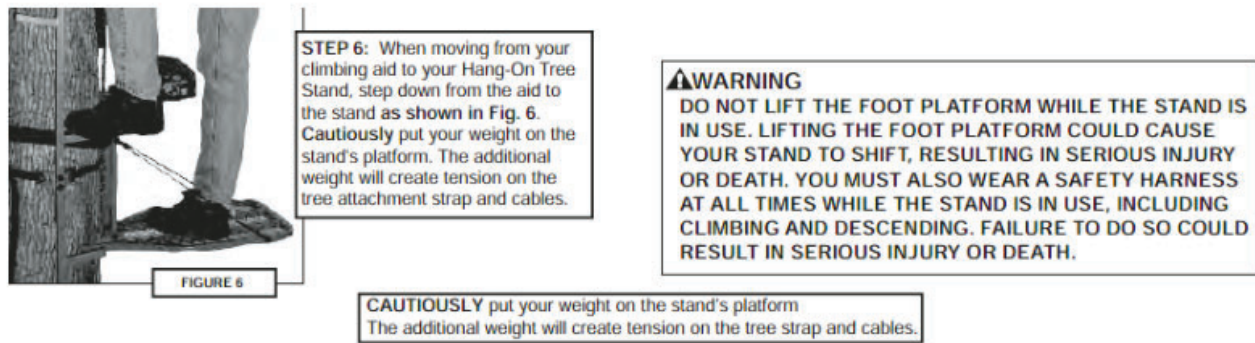 STEP 6: When moving from your
climbing aid to your Hang-On Tree
Stand, step down from the aid to
the stand as shown in Fig. 6.
Cautiously put your weight on the
stand's platform. The additional
weight will create tension on the
tree attachment strap and cables.
FIGURE 6
WARNING
DO NOT LIFT THE FOOT PLATFORM WHILE THE STAND IS
IN USE. LIFTING THE FOOT PLATFORM COULD CAUSE
YOUR STAND TO SHIFT, RESULTING IN SERIOUS INJURY
OR DEATH. YOU MUST ALSO WEAR A SAFETY HARNESS
AT ALL TIMES WHILE THE STAND IS IN USE, INCLUDING
CLIMBING AND DESCENDING. FAILURE TO DO SO COULD
RESULT IN SERIOUS INJURY OR DEATH.
CAUTIOUSLY put your weight on the stand's platform
The additional weight will create tension on the tree strap and cables.